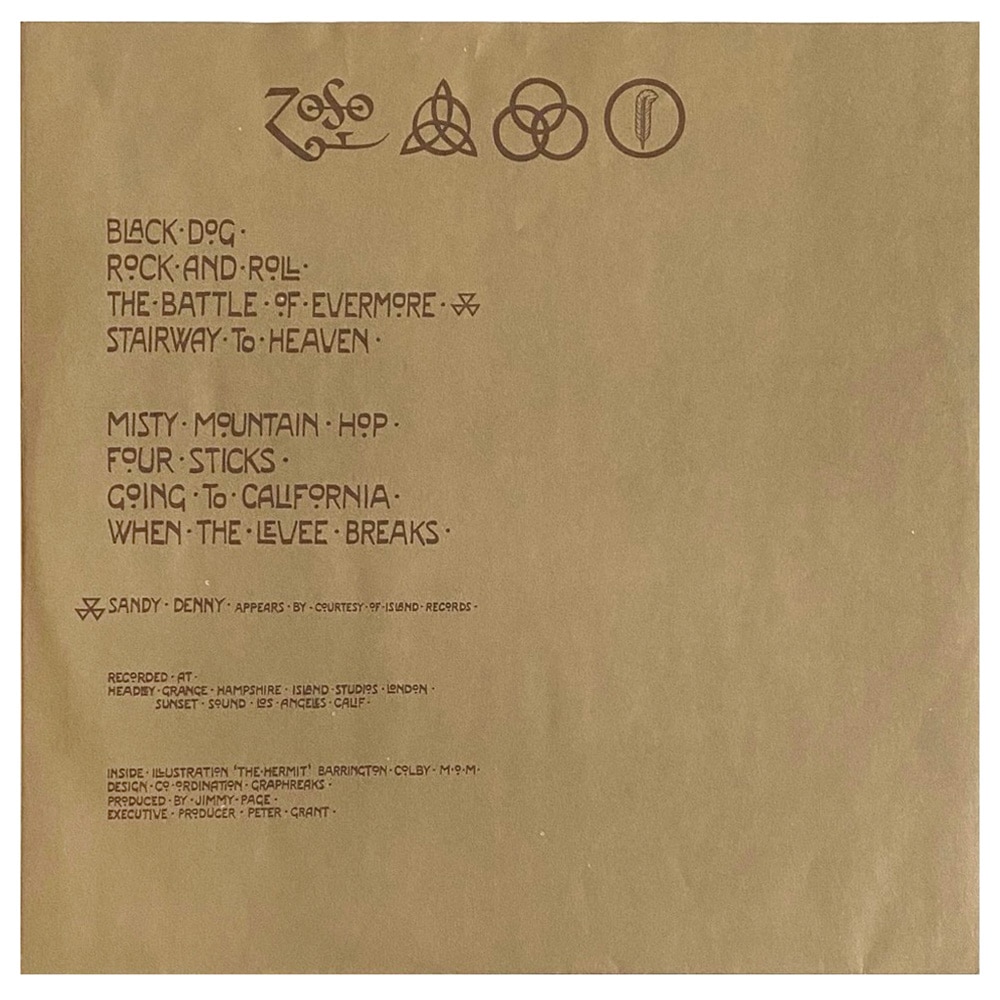 ZoSo
BLACK·DOG·
ROCK·AND·ROLL·
THE·BATTLE·OF·EVERMORE·
STAIRWAY·To·HEAVEN·
MISTY·MOUNTAIN·HOP·
FOUR·STICKS·
GOING·To·CALIFORNIA·
WHEN·THE·LEVEE·BREAKS·
SANDY·DENNY·APPEARS·BY·COURTESY·OF·ISLAND·RECORDS·
RECORDED·AT·
HEADLEY·GRANGE·HAMPSHIRE·ISLAND·STUDIOS·LONDON·
SUNSET·SOUND·LOS·ANGELES·CALIF·
INSIDE·ILLUSTRATION 'THE·HERMIT' BARRINGTON·COLBY·M·O·M·
DESIGN·CO·ORDINATION·GRAPHREAKS·
PRODUCED·BY·JIMMY·PAGE·
EXECUTIVE·PRODUCER·PETER·GRANT·